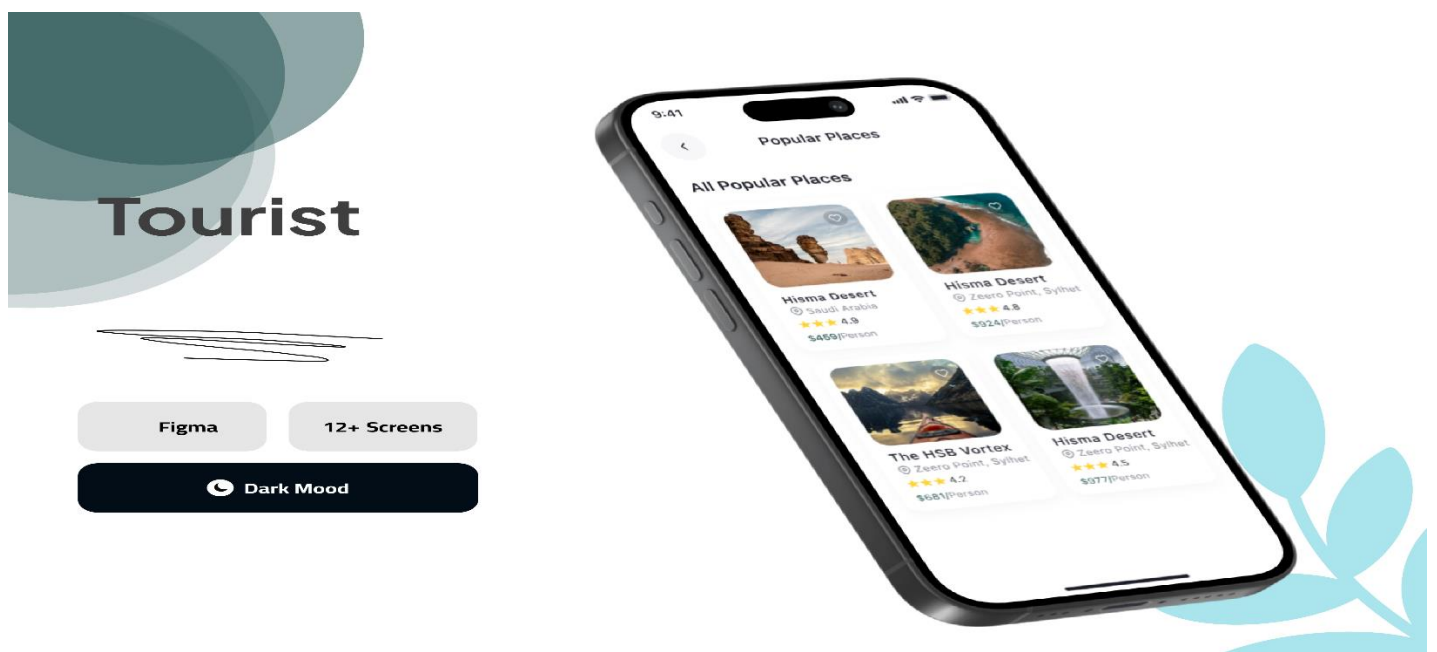 Tourist
Figma
12+ Screens
Dark Mood
9:41
Popular Places
All Popular Places
Hisma Desert
Saudi Arabia
4.9
$459/Person
Hisma Desert
Zeero Point, Sylhet
4.8
$924/Person
The HSB Vortex
Zeero Point, Sylhet
4.2
$681/Person
Hisma Desert
Zeero Point, Sylhet
4.5
$977/Person